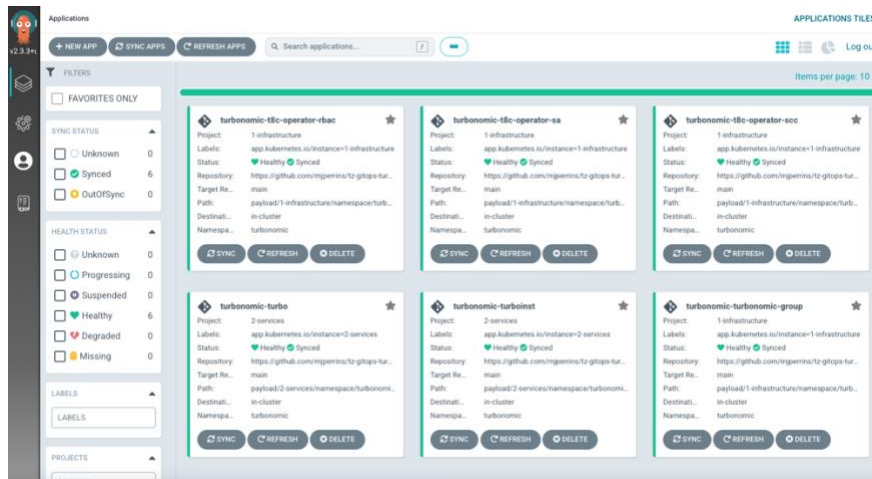 Applications
APPLICATIONS TILES
v2.3.3+u
+ NEW APP
SYNC APPS
REFRESH APPS
Search applications...
/
Log ou
FILTERS
Items per page: 10
FAVORITES ONLY
SYNC STATUS
Unknown 0
Synced 6
OutOfSync 0
HEALTH STATUS
Unknown 0
Progressing 0
Suspended 0
Healthy 6
Degraded 0
Missing 0
LABELS
LABELS
PROJECTS
turbonomic-t8c-operator-rbac
Project: 1-infrastructure
Labels: app.kubernetes.io/instance=1-infrastructure
Status: Healthy Synced
Repository: https://github.com/mjperrins/tz-gitops-tur...
Target Re... main
Path: payload/1-infrastructure/namespace/turb...
Destinati... in-cluster
Namespa... turbonomic
SYNC REFRESH DELETE
turbonomic-t8c-operator-sa
Project: 1-infrastructure
Labels: app.kubernetes.io/instance=1-infrastructure
Status: Healthy Synced
Repository: https://github.com/mjperrins/tz-gitops-tur...
Target Re... main
Path: payload/1-infrastructure/namespace/turb...
Destinati... in-cluster
Namespa... turbonomic
SYNC REFRESH DELETE
turbonomic-t8c-operator-scc
Project: 1-infrastructure
Labels: app.kubernetes.io/instance=1-infrastructure
Status: Healthy Synced
Repository: https://github.com/mjperrins/tz-gitops-tur...
Target Re... main
Path: payload/1-infrastructure/namespace/turb...
Destinati... in-cluster
Namespa... turbonomic
SYNC REFRESH DELETE
turbonomic-turbo
Project: 2-services
Labels: app.kubernetes.io/instance=2-services
Status: Healthy Synced
Repository: https://github.com/mjperrins/tz-gitops-tur...
Target Re... main
Path: payload/2-services/namespace/turbonomi...
Destinati... in-cluster
Namespa... turbonomic
SYNC REFRESH DELETE
turbonomic-turboinst
Project: 2-services
Labels: app.kubernetes.io/instance=2-services
Status: Healthy Synced
Repository: https://github.com/mjperrins/tz-gitops-tur...
Target Re... main
Path: payload/2-services/namespace/turbonomi...
Destinati... in-cluster
Namespa... turbonomic
SYNC REFRESH DELETE
turbonomic-turbonomic-group
Project: 1-infrastructure
Labels: app.kubernetes.io/instance=1-infrastructure
Status: Healthy Synced
Repository: https://github.com/mjperrins/tz-gitops-tur...
Target Re... main
Path: payload/1-infrastructure/namespace/turb...
Destinati... in-cluster
Namespa... turbonomic
SYNC REFRESH DELETE